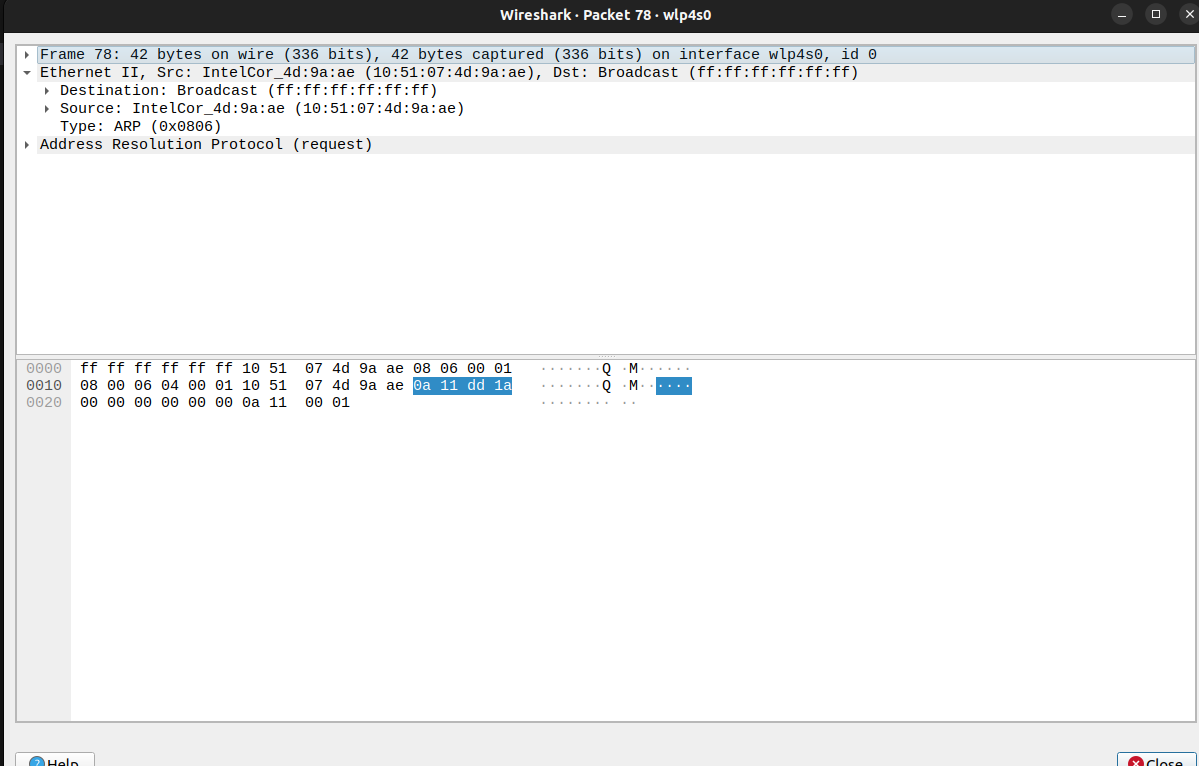 Wireshark · Packet 78 · wlp4s0
Frame 78: 42 bytes on wire (336 bits), 42 bytes captured (336 bits) on interface wlp4s0, id 0
Ethernet II, Src: IntelCor_4d:9a:ae (10:51:07:4d:9a:ae), Dst: Broadcast (ff:ff:ff:ff:ff:ff)
Destination: Broadcast (ff:ff:ff:ff:ff:ff)
Source: IntelCor_4d:9a:ae (10:51:07:4d:9a:ae)
Type: ARP (0x0806)
Address Resolution Protocol (request)
0000 ff ff ff ff ff ff 10 51 07 4d 9a ae 08 06 00 01 ·······Q ·M······
0010 08 00 06 04 00 01 10 51 07 4d 9a ae 0a 11 dd 1a ·······Q ·M······
0020 00 00 00 00 00 00 0a 11 00 01 ········ ··
Help
Close